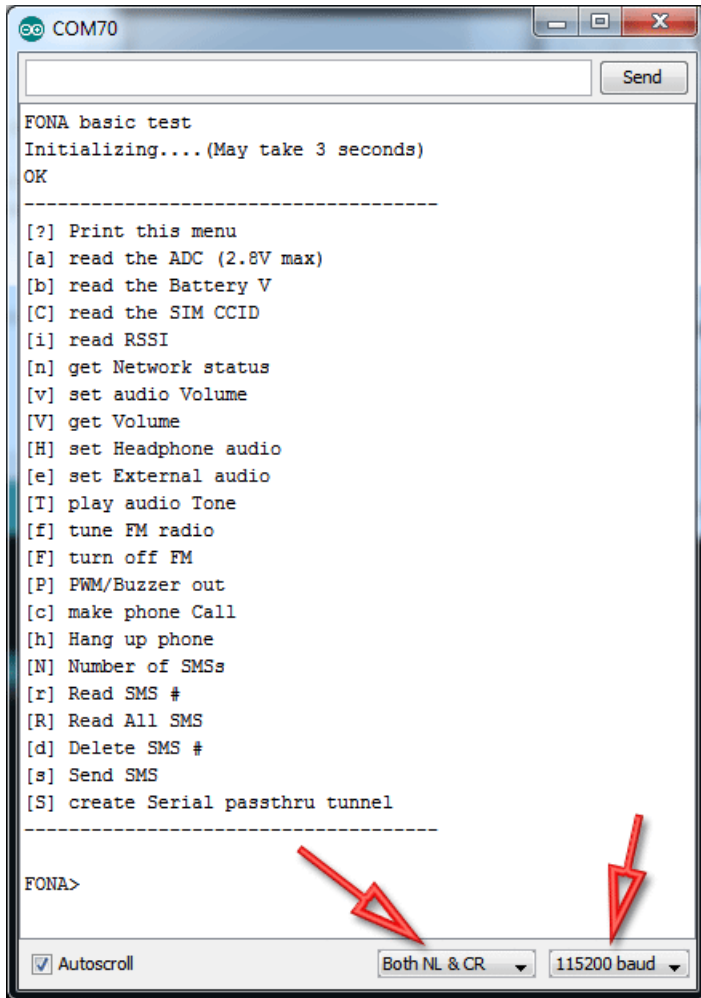 COM70
Send
FONA basic test
Initializing....(May take 3 seconds)
OK
-------------------------------------
[?] Print this menu
[a] read the ADC (2.8V max)
[b] read the Battery V
[C] read the SIM CCID
[i] read RSSI
[n] get Network status
[v] set audio Volume
[V] get Volume
[H] set Headphone audio
[e] set External audio
[T] play audio Tone
[f] tune FM radio
[F] turn off FM
[P] PWM/Buzzer out
[c] make phone Call
[h] Hang up phone
[N] Number of SMSs
[r] Read SMS #
[R] Read All SMS
[d] Delete SMS #
[s] Send SMS
[S] create Serial passthru tunnel
-------------------------------------
FONA>
Autoscroll Both NL & CR 115200 baud